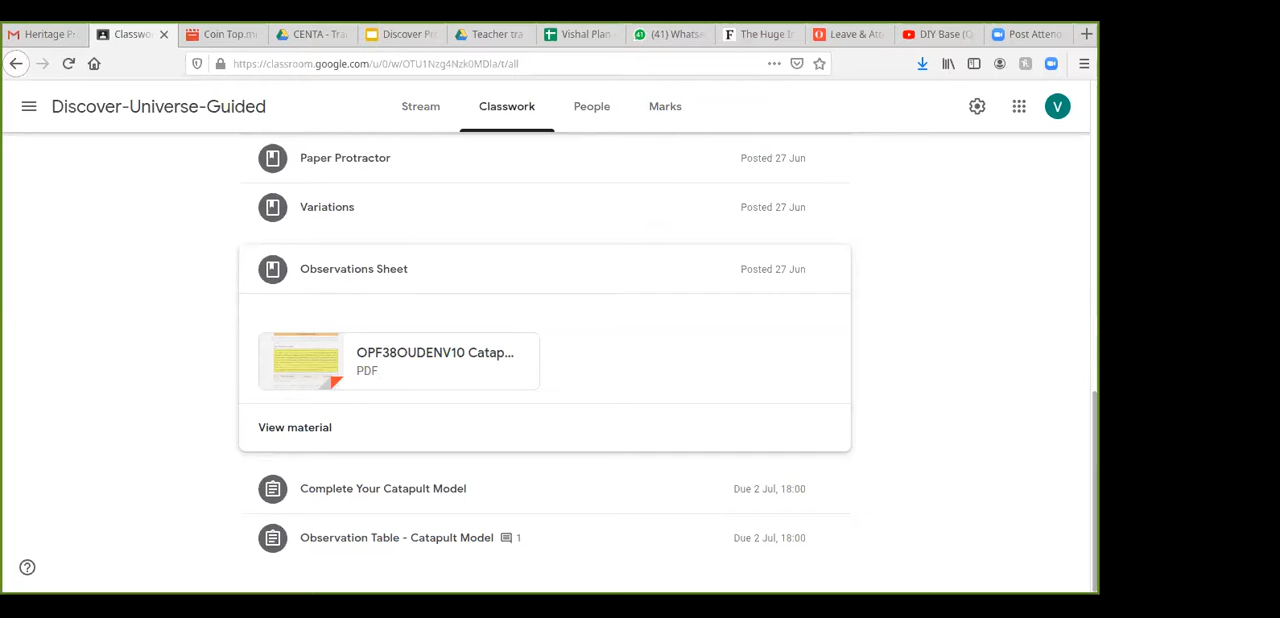 Heritage Pr
Classwo
Coin Top.m
CENTA - Tra
Discover Pr
Teacher tra
Vishal Plan
(41) Whats
The Huge I
Leave & Att
DIY Base (
Post Atteno
https://classroom.google.com/u/0/w/OTU1Nzg4Nzk0MDla/t/all
Discover-Universe-Guided
Stream
Classwork
People
Marks
V
Paper Protractor
Posted 27 Jun
Variations
Posted 27 Jun
Observations Sheet
Posted 27 Jun
OPF38OUDENV10 Catap...
PDF
View material
Complete Your Catapult Model
Due 2 Jul, 18:00
Observation Table - Catapult Model 1
Due 2 Jul, 18:00